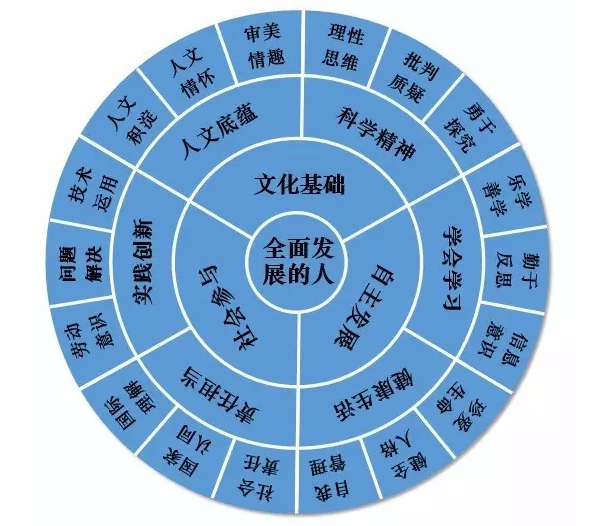 全面发
展的人
文化基础
自主发展
社会参与
人文底蕴
科学精神
学会学习
健康生活
责任担当
实践创新
人文
积淀
人文
情怀
审美
情趣
理性
思维
批判
质疑
勇于
探究
乐学
善学
勤于
反思
信息
意识
珍爱
生命
健全
人格
自我
管理
社会
责任
国家
认同
国际
理解
劳动
意识
问题
解决
技术
运用